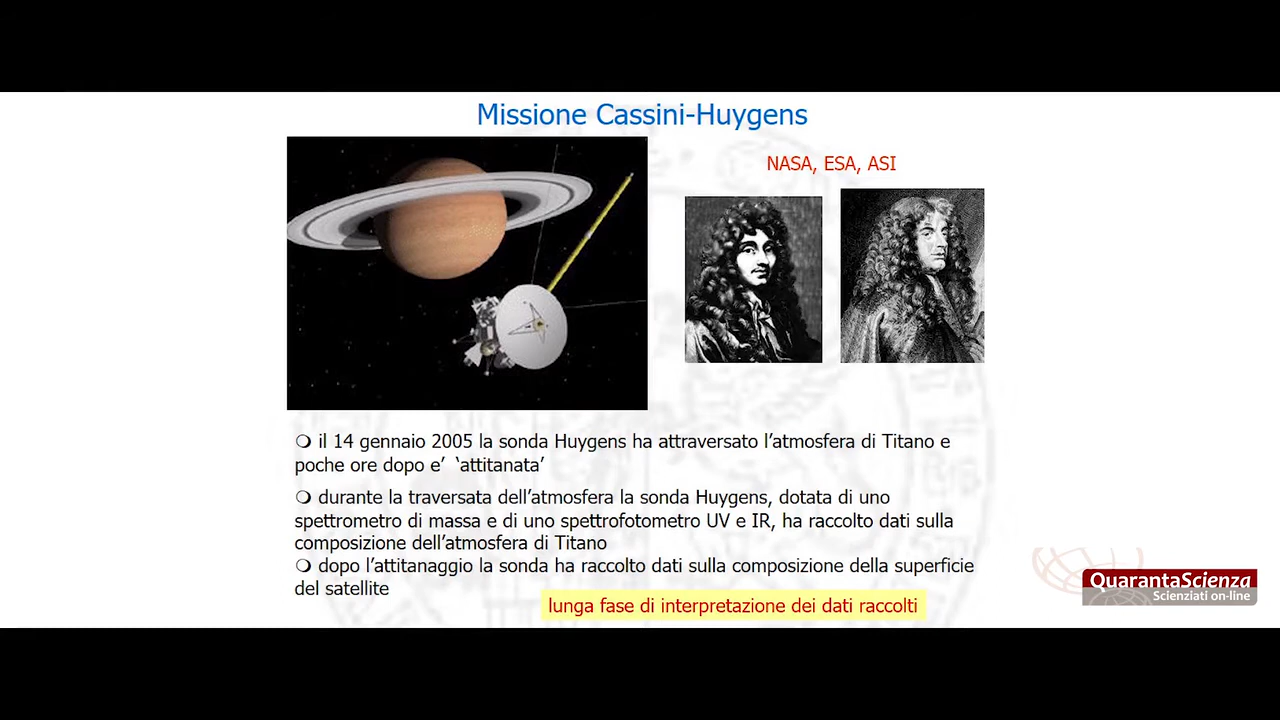 Missione Cassini-Huygens
NASA, ESA, ASI
❍ il 14 gennaio 2005 la sonda Huygens ha attraversato l’atmosfera di Titano e
poche ore dopo e’ ‘attitanata’
❍ durante la traversata dell’atmosfera la sonda Huygens, dotata di uno
spettrometro di massa e di uno spettrofotometro UV e IR, ha raccolto dati sulla
composizione dell’atmosfera di Titano
❍ dopo l’attitanaggio la sonda ha raccolto dati sulla composizione della superficie
del satellite
lunga fase di interpretazione dei dati raccolti
QuarantaScienza
Scienziati on-line